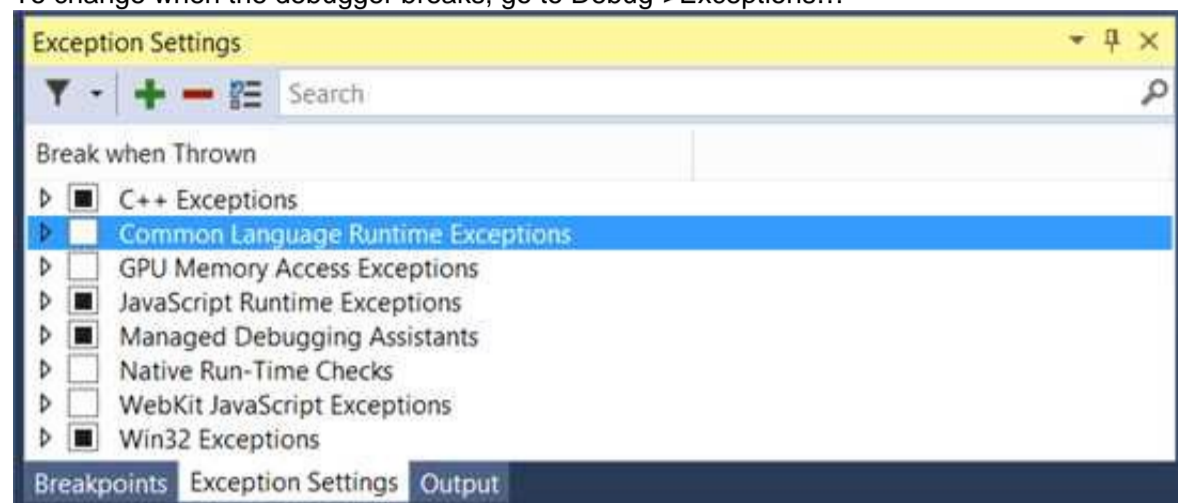 To change when the debugger breaks, go to Debug->Exceptions…
Exception Settings
Search
Break when Thrown
C++ Exceptions
Common Language Runtime Exceptions
GPU Memory Access Exceptions
JavaScript Runtime Exceptions
Managed Debugging Assistants
Native Run-Time Checks
WebKit JavaScript Exceptions
Win32 Exceptions
Breakpoints Exception Settings Output